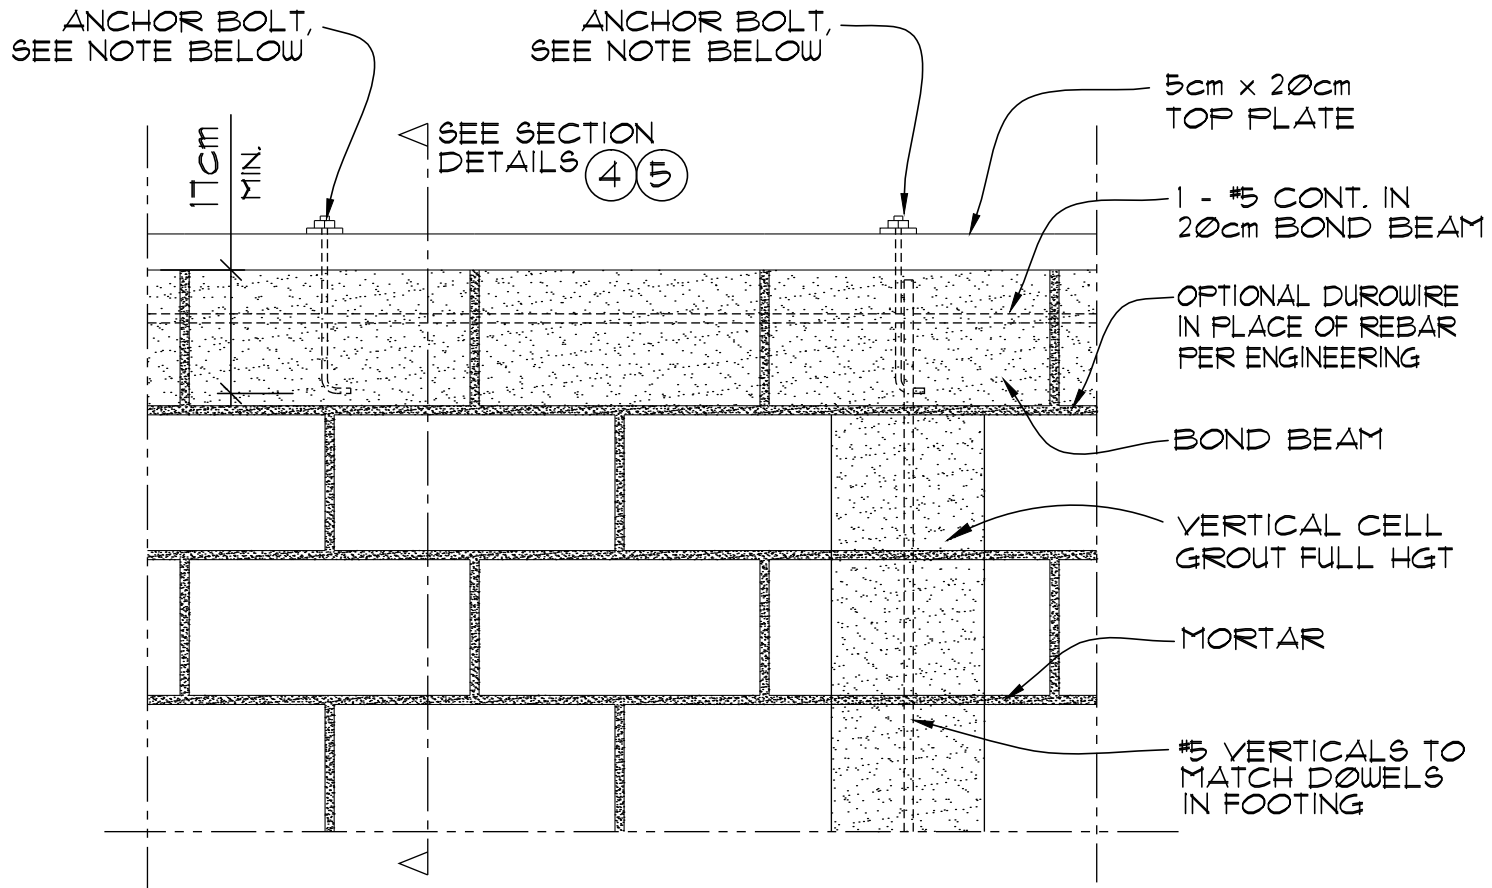 ANCHOR BOLT,
SEE NOTE BELOW
ANCHOR BOLT,
SEE NOTE BELOW
5cm x 20cm
TOP PLATE
17cm
MIN.
SEE SECTION
DETAILS 4 5
1 - #5 CONT. IN
20cm BOND BEAM
OPTIONAL DUROWIRE
IN PLACE OF REBAR
PER ENGINEERING
BOND BEAM
VERTICAL CELL
GROUT FULL HGT
MORTAR
#5 VERTICALS TO
MATCH DOWELS
IN FOOTING